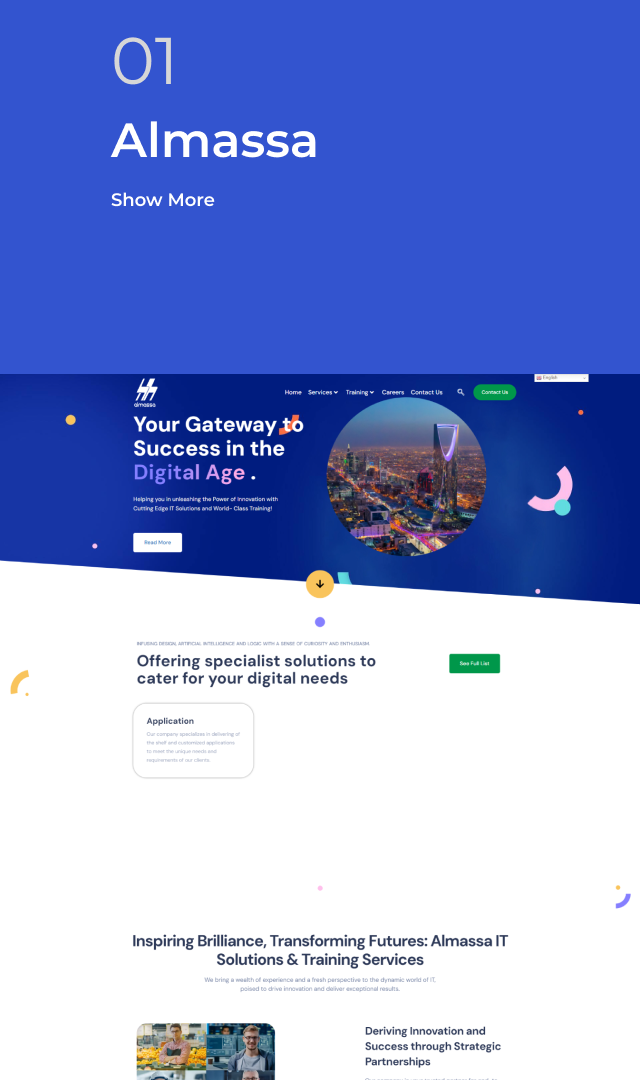 01
Almassa
Show More
English
almassa
Home Services Training Careers Contact Us Contact Us
Your Gateway to
Success in the
Digital Age .
Helping you in unleashing the Power of Innovation with
Cutting Edge IT Solutions and World- Class Training!
Read More
INFUSING DESIGN, ARTIFICIAL INTELLIGENCE AND LOGIC WITH A SENSE OF CURIOSITY AND ENTHUSIASM.
Offering specialist solutions to
cater for your digital needs
See Full List
Application
Our company specializes in delivering of
the shelf and customised applications
to meet the unique needs and
requirements of our clients.
Inspiring Brilliance, Transforming Futures: Almassa IT
Solutions & Training Services
We bring a wealth of experience and a fresh perspective to the dynamic world of IT,
poised to drive innovation and deliver exceptional results.
Deriving Innovation and
Success through Strategic
Partnerships